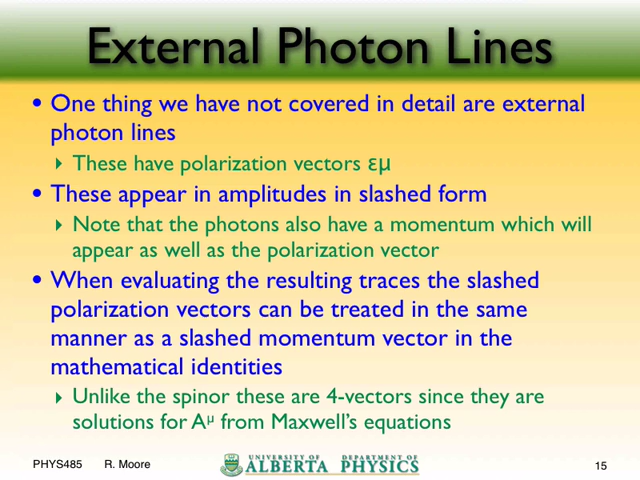 External Photon Lines
• One thing we have not covered in detail are external
photon lines
‣ These have polarization vectors εμ
• These appear in amplitudes in slashed form
‣ Note that the photons also have a momentum which will
appear as well as the polarization vector
• When evaluating the resulting traces the slashed
polarization vectors can be treated in the same
manner as a slashed momentum vector in the
mathematical identities
‣ Unlike the spinor these are 4-vectors since they are
solutions for Aμ from Maxwell's equations
PHYS485 R. Moore
UNIVERSITY OF DEPARTMENT OF
ALBERTA PHYSICS
15